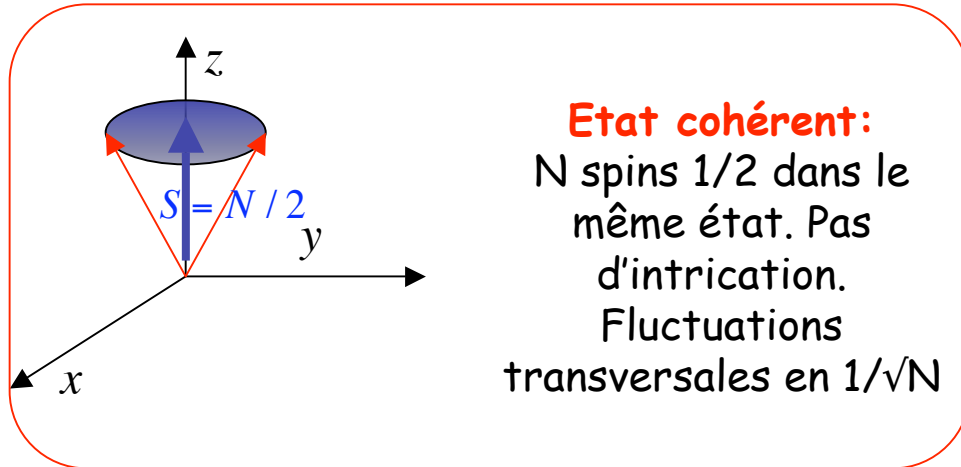 z
S = N / 2
y
x
Etat cohérent:
N spins 1/2 dans le
même état. Pas
d'intrication.
Fluctuations
transversales en 1/√N